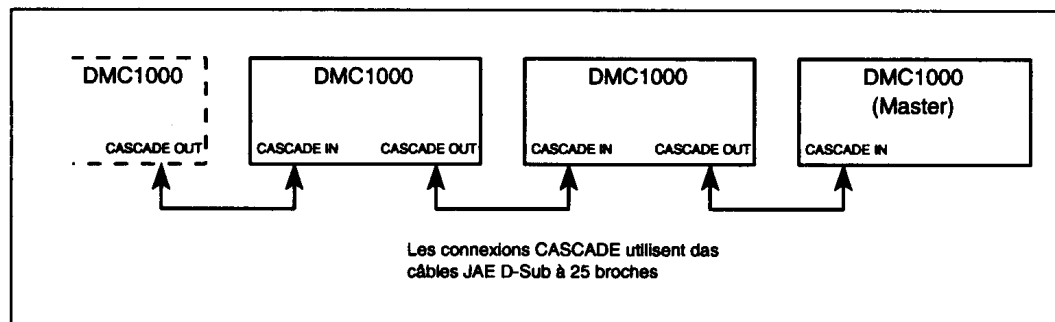 DMC1000
DMC1000
DMC1000
DMC1000
(Master)
CASCADE OUT
CASCADE IN
CASCADE OUT
CASCADE IN
CASCADE OUT
CASCADE IN
Les connexions CASCADE utilisent das
câbles JAE D-Sub à 25 broches